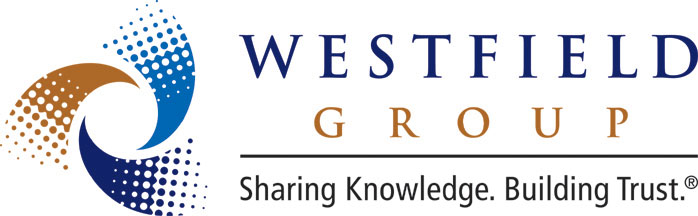 WESTFIELD
GROUP
Sharing Knowledge. Building Trust.®